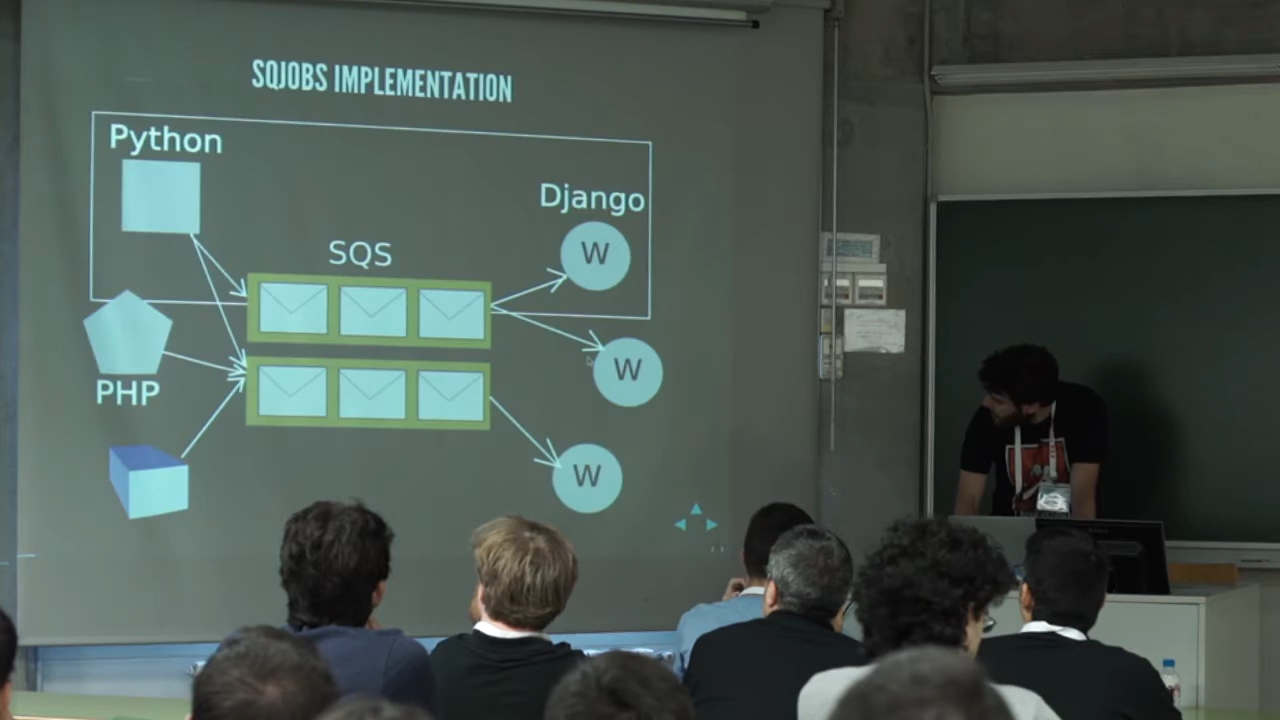 SQJOBS IMPLEMENTATION
Python
Django
W
SQS
W
PHP
W